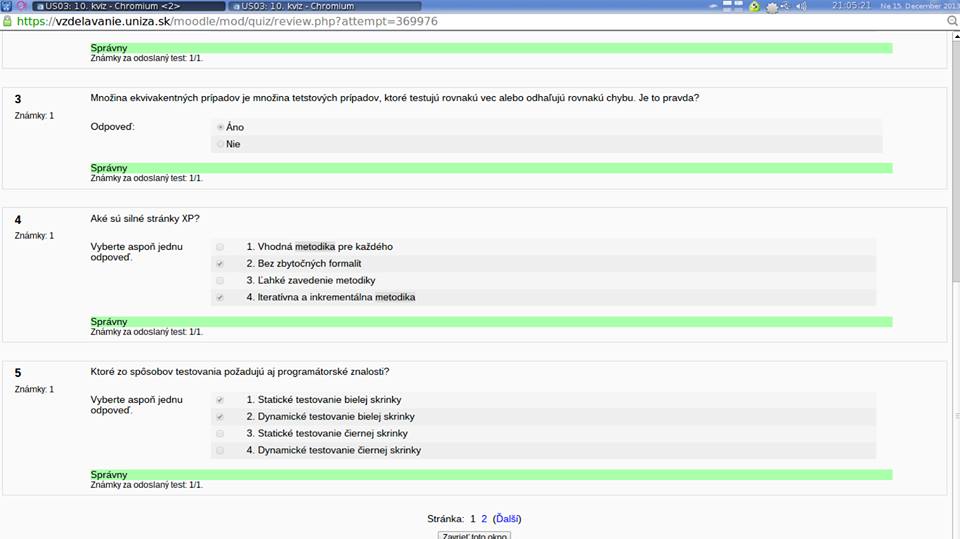 US03: 10. kvíz - Chromium <2>
US03: 10. kvíz - Chromium
21:05:21
Ne 15. December 2013
https://vzdelavanie.uniza.sk/moodle/mod/quiz/review.php?attempt=369976
Správny
Známky za odoslaný test: 1/1.
3
Známky: 1
Množina ekvivakentných prípadov je množina tetstových prípadov, ktoré testujú rovnakú vec alebo odhaľujú rovnakú chybu. Je to pravda?
Odpoveď:
Áno
Nie
Správny
Známky za odoslaný test: 1/1.
4
Známky: 1
Aké sú silné stránky XP?
Vyberte aspoň jednu
odpoveď.
1. Vhodná metodika pre každého
2. Bez zbytočných formalít
3. Ľahké zavedenie metodiky
4. Iteratívna a inkrementálna metodika
Správny
Známky za odoslaný test: 1/1.
5
Známky: 1
Ktoré zo spôsobov testovania požadujú aj programátorské znalosti?
Vyberte aspoň jednu
odpoveď.
1. Statické testovanie bielej skrinky
2. Dynamické testovanie bielej skrinky
3. Statické testovanie čiernej skrinky
4. Dynamické testovanie čiernej skrinky
Správny
Známky za odoslaný test: 1/1.
Stránka: 1 2 (Ďalší)
Zavrieť toto okno